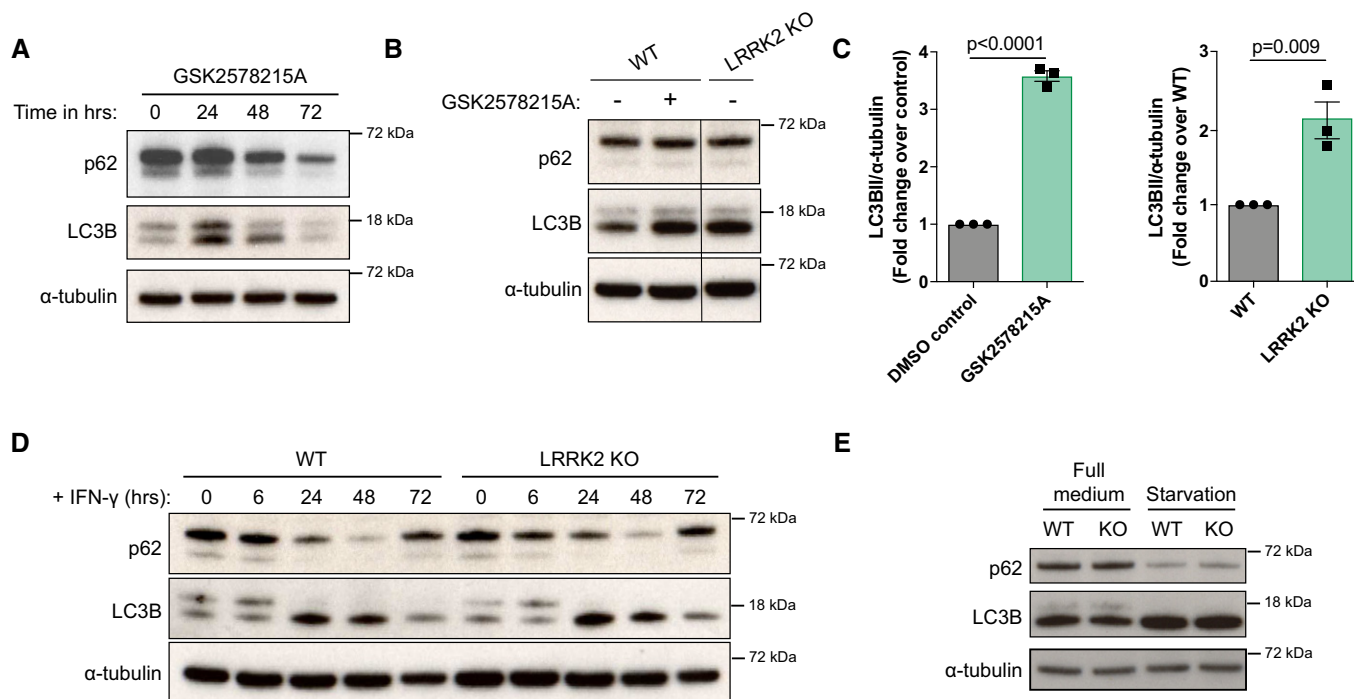 A
GSK2578215A
Time in hrs: 0 24 48 72
72 kDa
p62
18 kDa
LC3B
72 kDa
α-tubulin
B
WT LRRK2 KO
GSK2578215A: - + -
72 kDa
p62
18 kDa
LC3B
72 kDa
α-tubulin
C
p<0.0001
LC3BII/α-tubulin
(Fold change over control)
4
3
2
1
0
DMSO control
GSK2578215A
p=0.009
LC3BII/α-tubulin
(Fold change over WT)
3
2
1
0
WT
LRRK2 KO
D
WT LRRK2 KO
+ IFN-γ (hrs): 0 6 24 48 72 0 6 24 48 72
72 kDa
p62
18 kDa
LC3B
72 kDa
α-tubulin
E
Full
medium Starvation
WT KO WT KO
72 kDa
p62
18 kDa
LC3B
72 kDa
α-tubulin